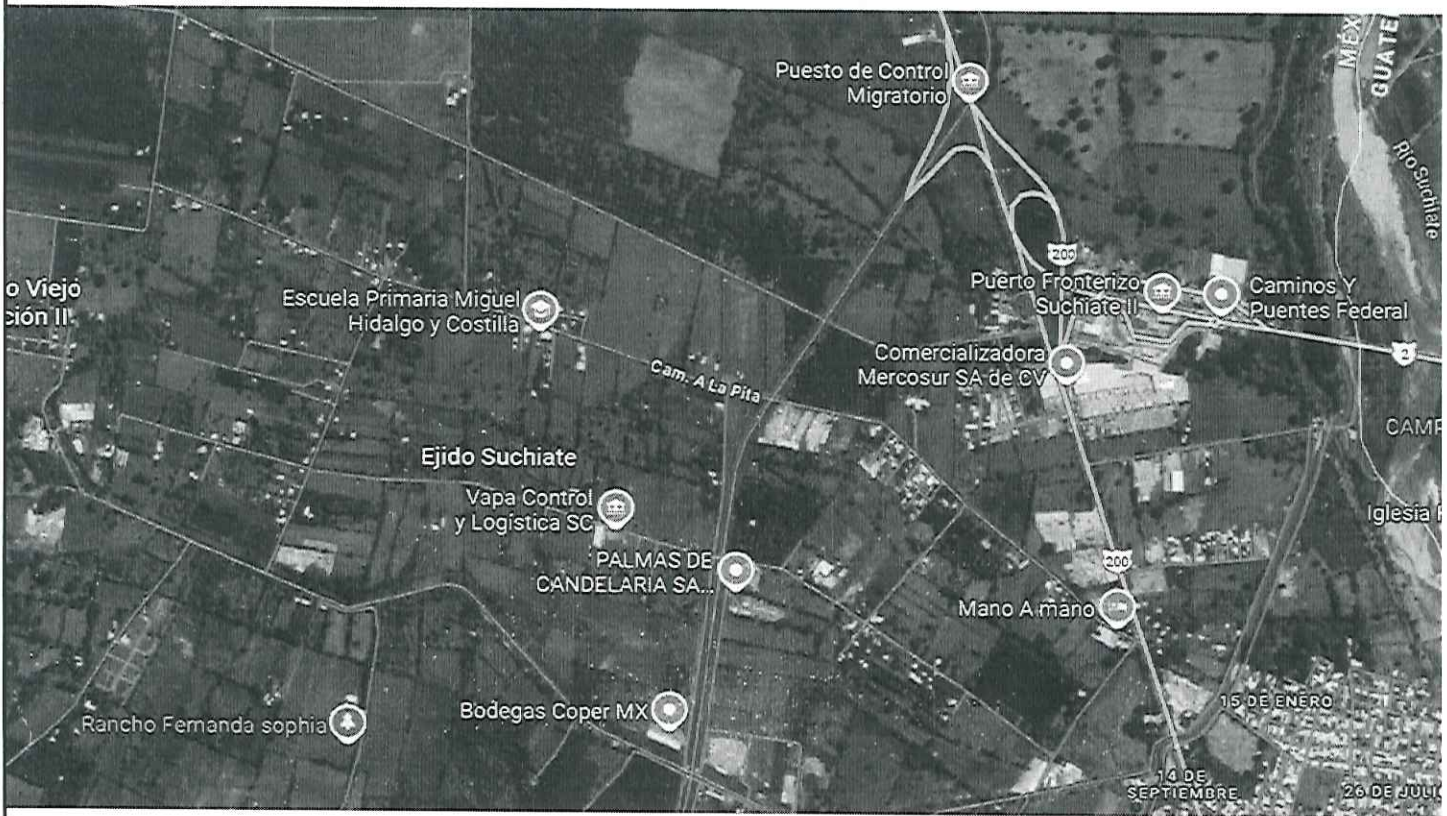 MÉX
GUATE
Puesto de Control
Migratorio
Río Suchiate
200
o Viejo
ción II
Escuela Primaria Miguel
Hidalgo y Costilla
Puerto Fronterizo
Suchiate II
Caminos Y
Puentes Federal
2
Comercializadora
Mercosur SA de CV
Cam. A La Pita
CAMP
Ejido Suchiate
Vapa Control
y Logística SC
Iglesia
PALMAS DE
CANDELARIA SA...
200
Mano A mano
15 DE ENERO
Bodegas Coper MX
Rancho Fernanda sophia
14 DE
SEPTIEMBRE
26 DE JULIO